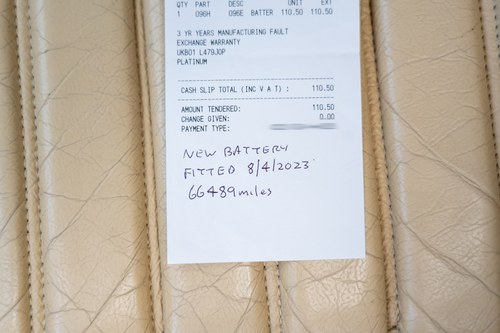 QTY PART DESC UNIT EXT
1 096H 096E BATTER 110.50 110.50
3 YR YEARS MANUFACTURING FAULT
EXCHANGE WARRANTY
UKB01 L479JOP
PLATINUM
CASH SLIP TOTAL (INC V A T) : 110.50
AMOUNT TENDERED: 110.50
CHANGE GIVEN: 0.00
PAYMENT TYPE:
NEW BATTERY
FITTED 8/4/2023
66489 miles